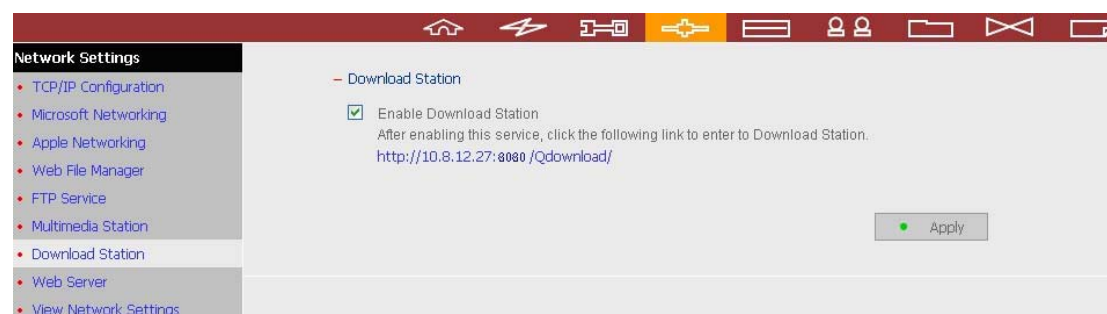 Network Settings
TCP/IP Configuration
Microsoft Networking
Apple Networking
Web File Manager
FTP Service
Multimedia Station
Download Station
Web Server
View Network Settings
– Download Station
Enable Download Station
After enabling this service, click the following link to enter to Download Station.
http://10.8.12.27:8080/Qdownload/
Apply